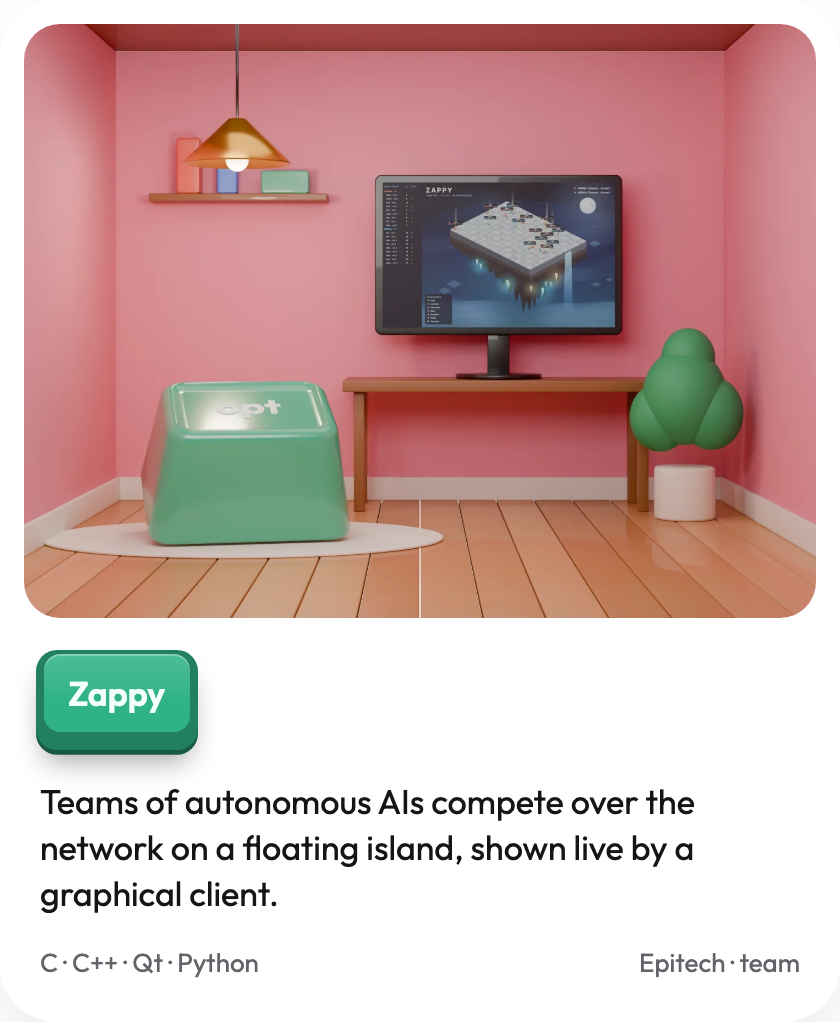 ZAPPY
opt
Zappy
Teams of autonomous AIs compete over the
network on a floating island, shown live by a
graphical client.
C · C++ · Qt · Python
Epitech · team